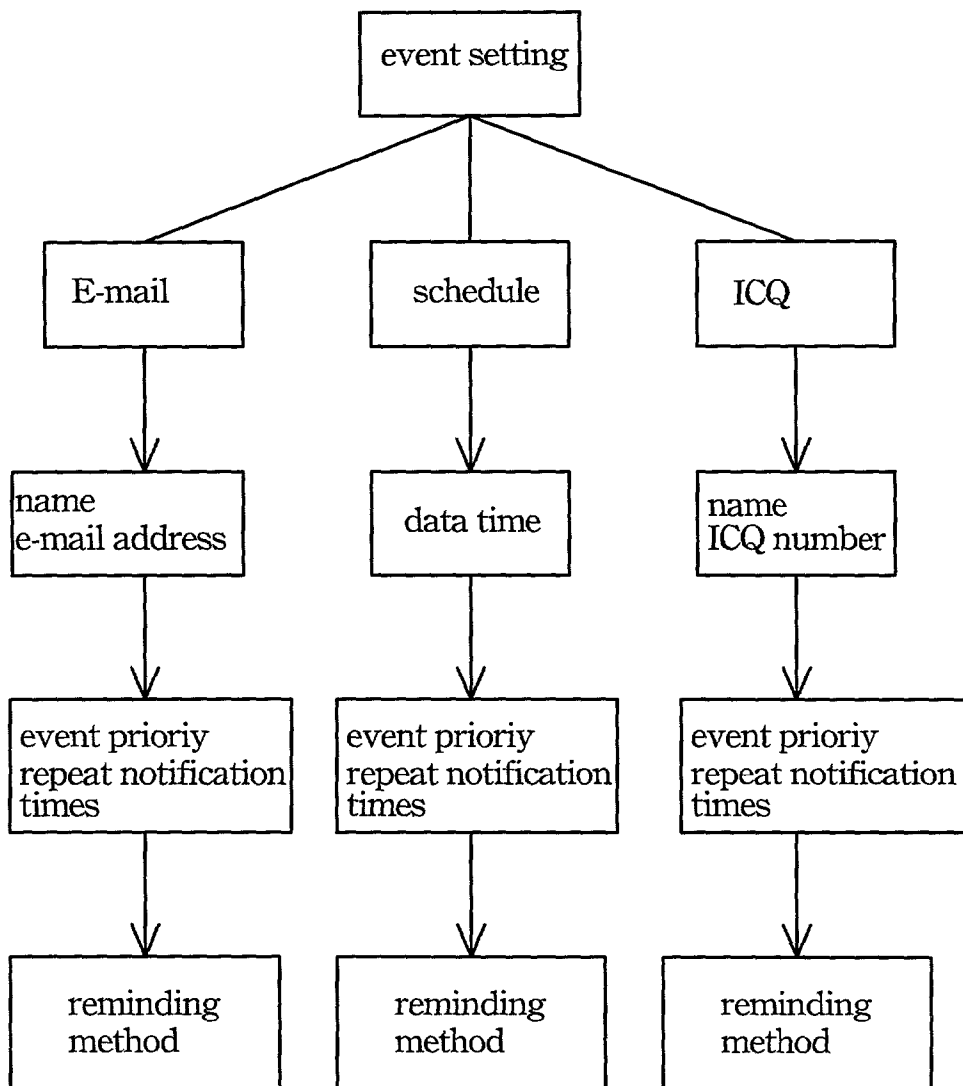 event setting
E-mail
schedule
ICQ
name
e-mail address
data time
name
ICQ number
event prioriy
repeat notification
times
event prioriy
repeat notification
times
event prioriy
repeat notification
times
reminding
method
reminding
method
reminding
method